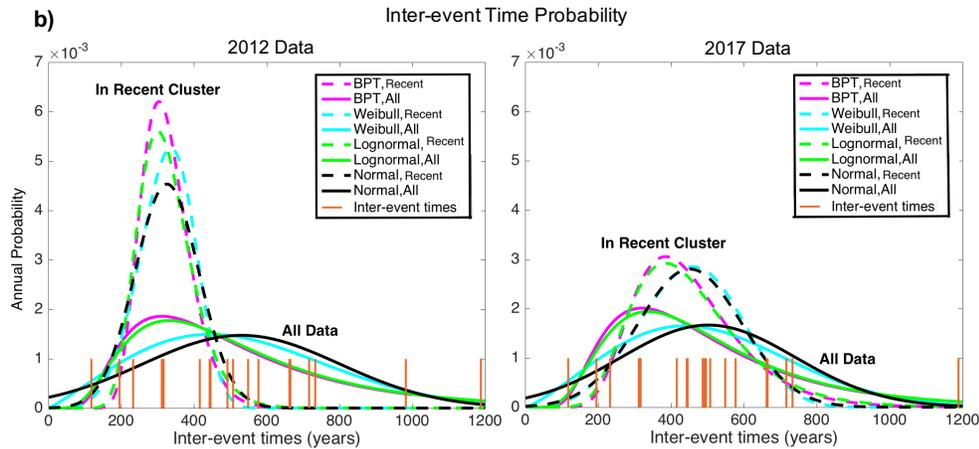 b)
Inter-event Time Probability
2012 Data
×10⁻³
7
6
5
4
3
2
1
0
Annual Probability
In Recent Cluster
All Data
BPT, Recent
BPT,All
Weibull, Recent
Weibull,All
Lognormal, Recent
Lognormal,All
Normal, Recent
Normal,All
Inter-event times
0 200 400 600 800 1000 1200
Inter-event times (years)
2017 Data
×10⁻³
7
6
5
4
3
2
1
0
In Recent Cluster
All Data
BPT, Recent
BPT,All
Weibull, Recent
Weibull,All
Lognormal, Recent
Lognormal,All
Normal, Recent
Normal,All
Inter-event times
0 200 400 600 800 1000 1200
Inter-event times (years)